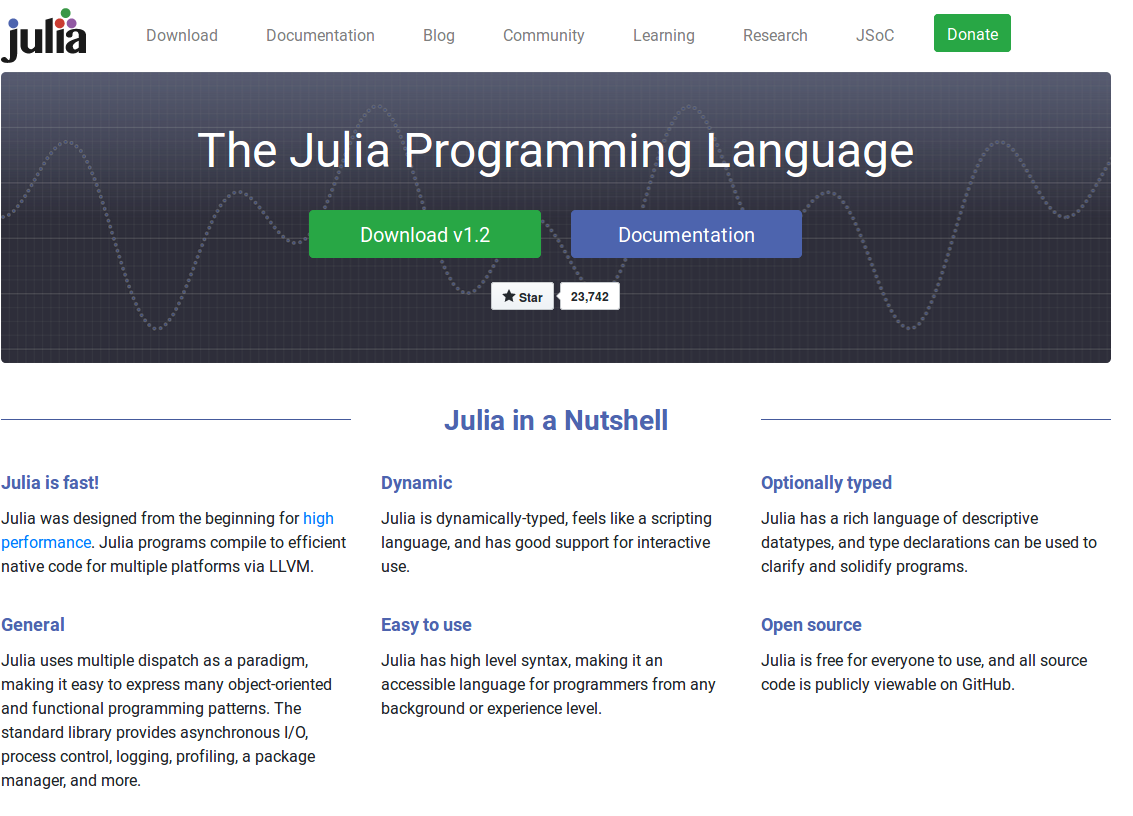 julia
Download Documentation Blog Community Learning Research JSoC Donate
The Julia Programming Language
Download v1.2 Documentation
Star 23,742
Julia in a Nutshell
Julia is fast!
Julia was designed from the beginning for high
performance. Julia programs compile to efficient
native code for multiple platforms via LLVM.
Dynamic
Julia is dynamically-typed, feels like a scripting
language, and has good support for interactive
use.
Optionally typed
Julia has a rich language of descriptive
datatypes, and type declarations can be used to
clarify and solidify programs.
General
Julia uses multiple dispatch as a paradigm,
making it easy to express many object-oriented
and functional programming patterns. The
standard library provides asynchronous I/O,
process control, logging, profiling, a package
manager, and more.
Easy to use
Julia has high level syntax, making it an
accessible language for programmers from any
background or experience level.
Open source
Julia is free for everyone to use, and all source
code is publicly viewable on GitHub.